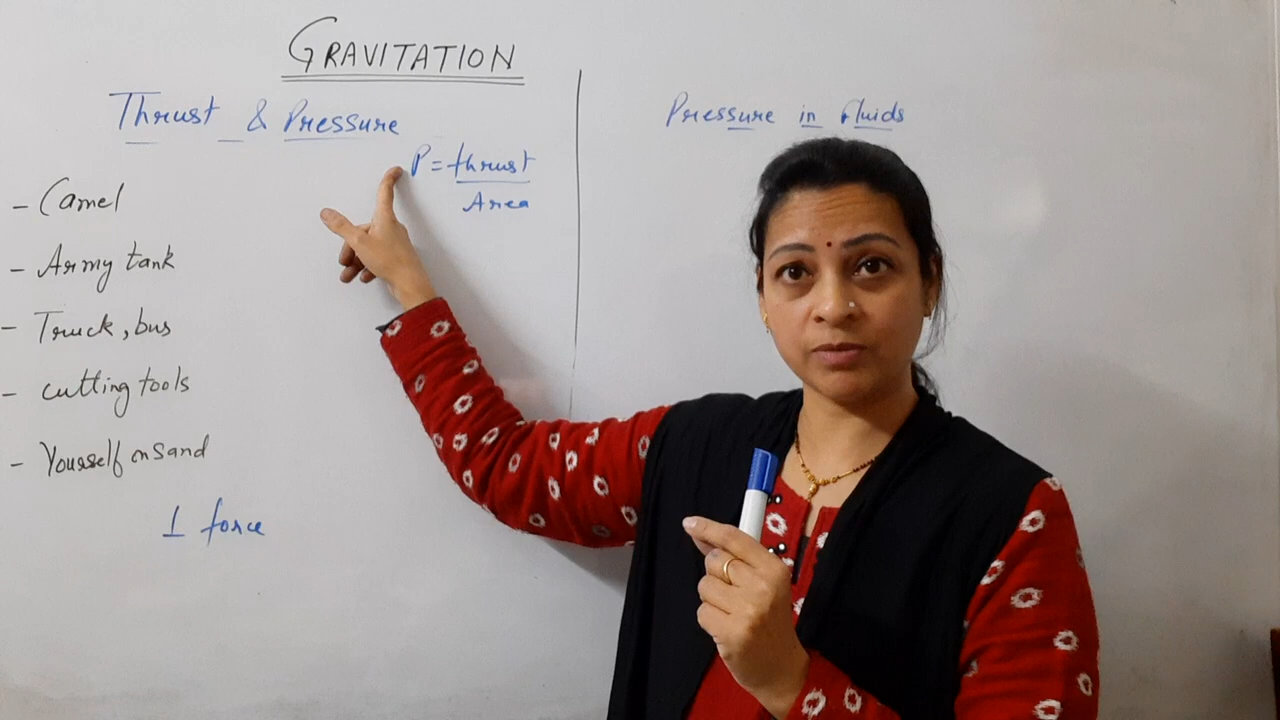 GRAVITATION
Thrust & Pressure
P = thrust
Area
- Camel
- Army tank
- Truck, bus
- cutting tools
- Yourself on sand
⊥ force
Pressure in Fluids